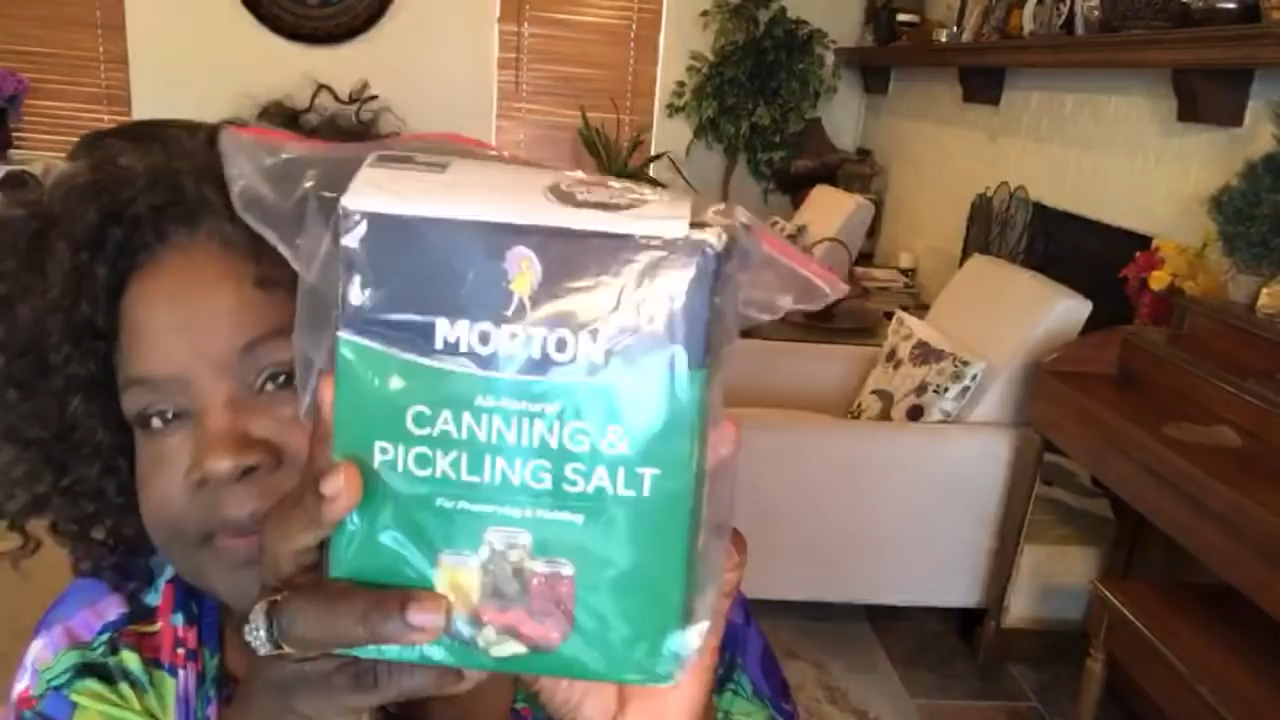 MORTON
All-Natural
CANNING &
PICKLING SALT
For Preserving & Pickling